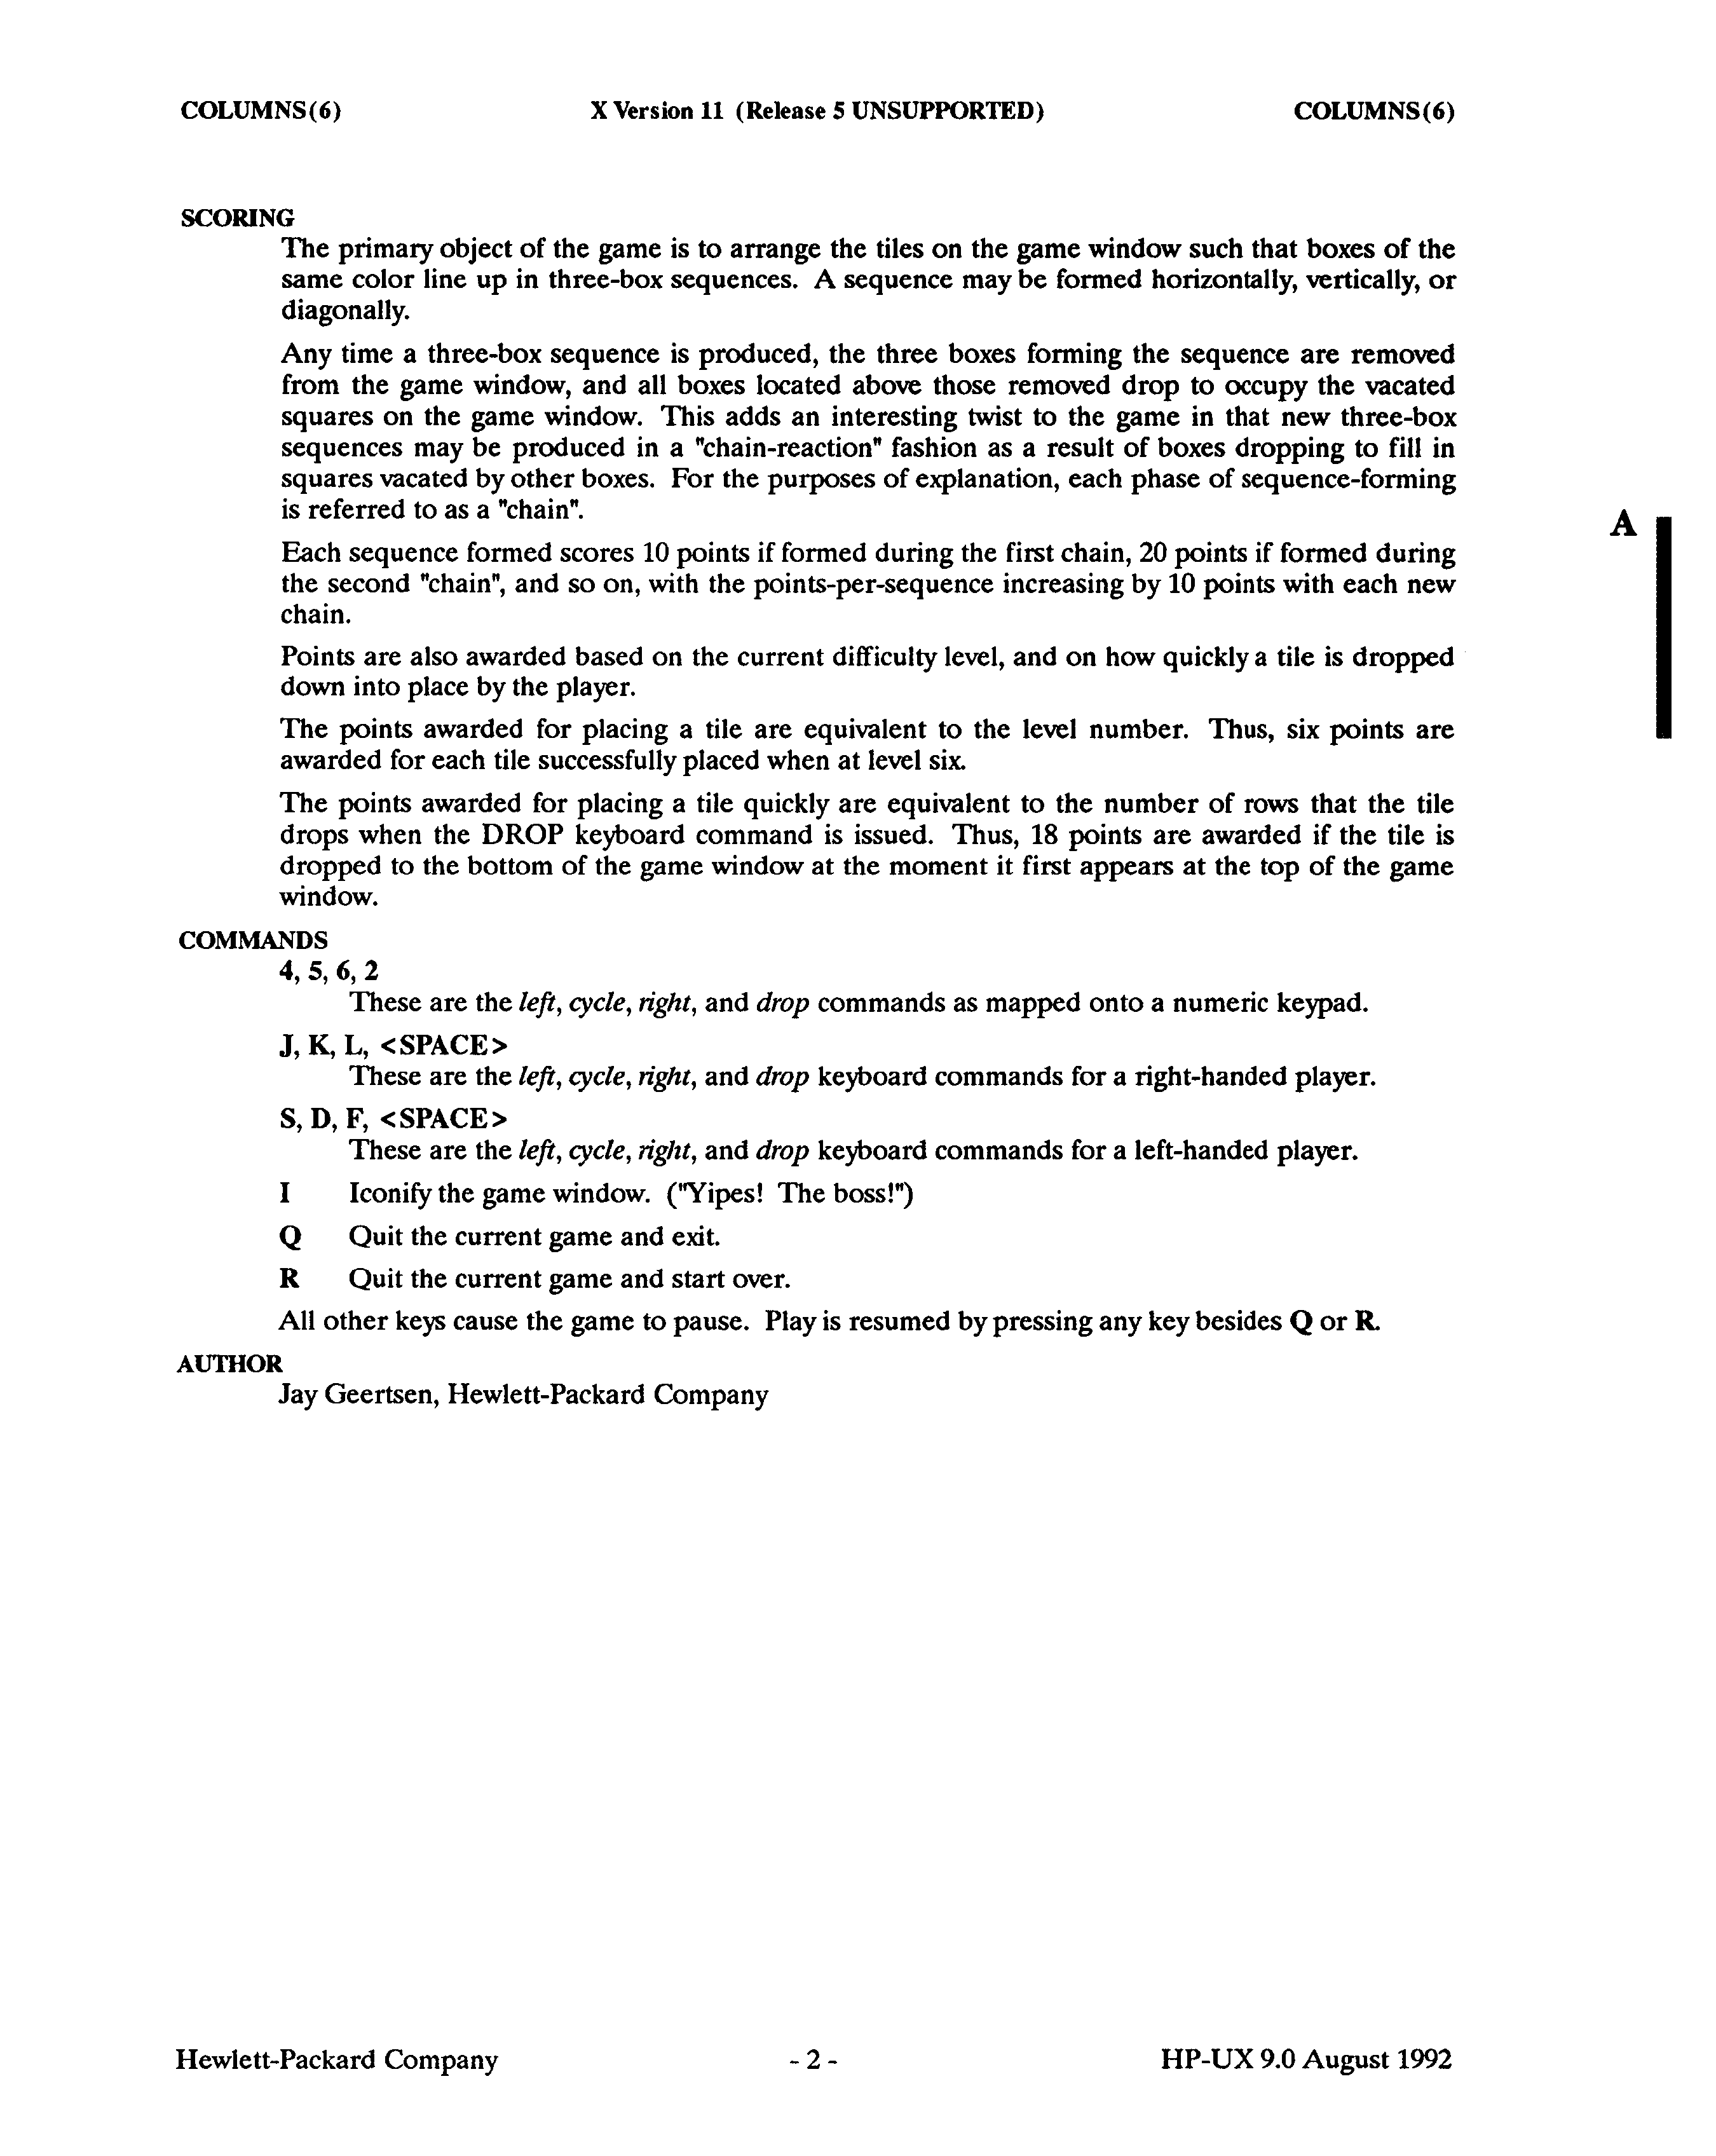 COLUMNS(6) X Version 11 (Release 5 UNSUPPORTED) COLUMNS(6)
SCORING
The primary object of the game is to arrange the tiles on the game window such that boxes of the
same color line up in three-box sequences. A sequence may be formed horizontally, vertically, or
diagonally.
Any time a three-box sequence is produced, the three boxes forming the sequence are removed
from the game window, and all boxes located above those removed drop to occupy the vacated
squares on the game window. This adds an interesting twist to the game in that new three-box
sequences may be produced in a "chain-reaction" fashion as a result of boxes dropping to fill in
squares vacated by other boxes. For the purposes of explanation, each phase of sequence-forming
is referred to as a "chain".
A
Each sequence formed scores 10 points if formed during the first chain, 20 points if formed during
the second "chain", and so on, with the points-per-sequence increasing by 10 points with each new
chain.
Points are also awarded based on the current difficulty level, and on how quickly a tile is dropped
down into place by the player.
The points awarded for placing a tile are equivalent to the level number. Thus, six points are
awarded for each tile successfully placed when at level six.
The points awarded for placing a tile quickly are equivalent to the number of rows that the tile
drops when the DROP keyboard command is issued. Thus, 18 points are awarded if the tile is
dropped to the bottom of the game window at the moment it first appears at the top of the game
window.
COMMANDS
4, 5, 6, 2
These are the left, cycle, right, and drop commands as mapped onto a numeric keypad.
J, K, L, <SPACE>
These are the left, cycle, right, and drop keyboard commands for a right-handed player.
S, D, F, <SPACE>
These are the left, cycle, right, and drop keyboard commands for a left-handed player.
I Iconify the game window. ("Yipes! The boss!")
Q Quit the current game and exit.
R Quit the current game and start over.
All other keys cause the game to pause. Play is resumed by pressing any key besides Q or R.
AUTHOR
Jay Geertsen, Hewlett-Packard Company
Hewlett-Packard Company - 2 - HP-UX 9.0 August 1992